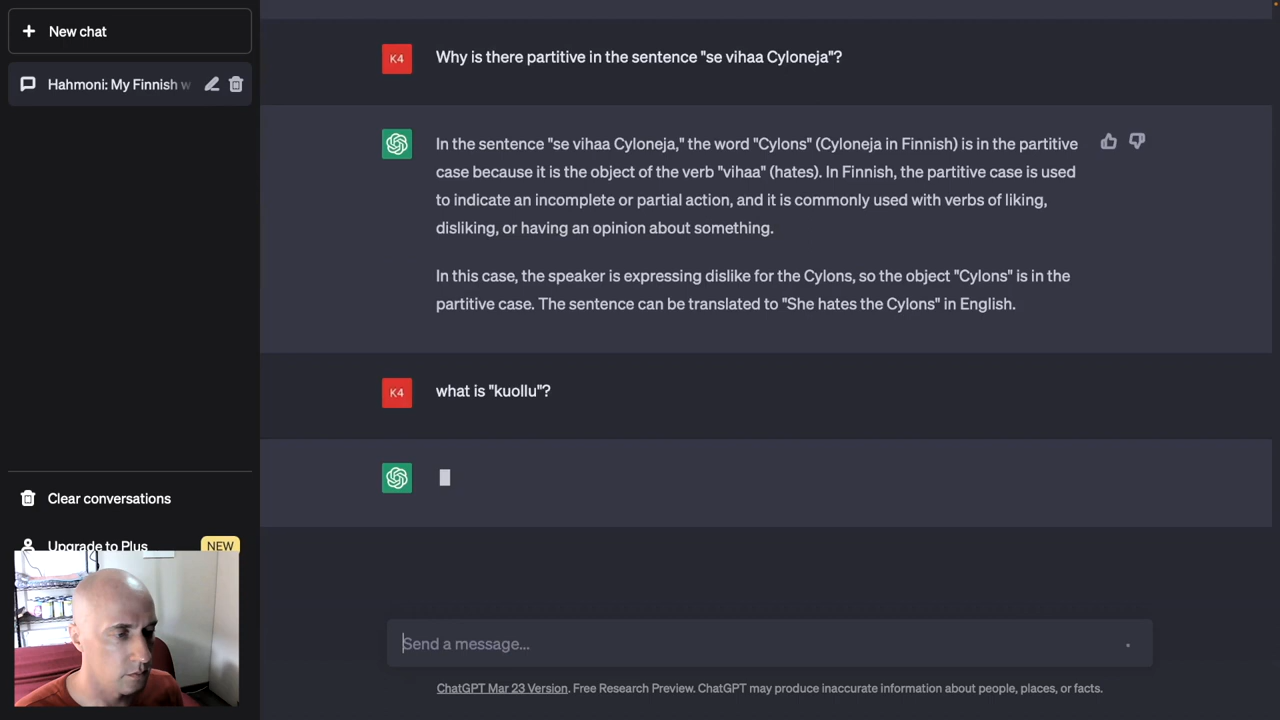 New chat
Hahmoni: My Finnish w
Clear conversations
Upgrade to Plus
NEW
K4
Why is there partitive in the sentence "se vihaa Cyloneja"?
In the sentence "se vihaa Cyloneja," the word "Cylons" (Cyloneja in Finnish) is in the partitive
case because it is the object of the verb "vihaa" (hates). In Finnish, the partitive case is used
to indicate an incomplete or partial action, and it is commonly used with verbs of liking,
disliking, or having an opinion about something.
In this case, the speaker is expressing dislike for the Cylons, so the object "Cylons" is in the
partitive case. The sentence can be translated to "She hates the Cylons" in English.
K4
what is "kuollu"?
Send a message...
ChatGPT Mar 23 Version. Free Research Preview. ChatGPT may produce inaccurate information about people, places, or facts.